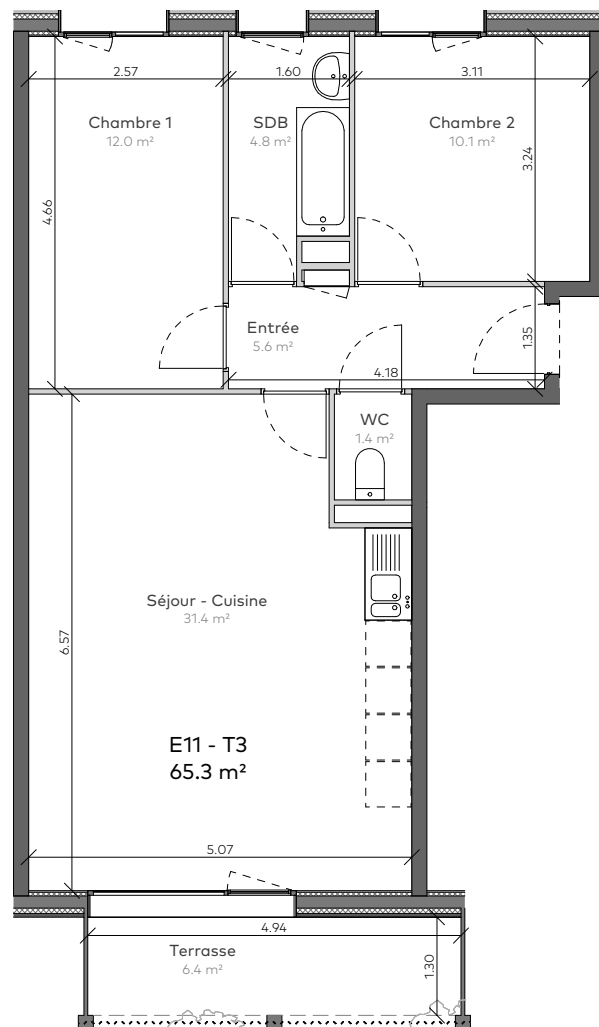 2.57
1.60
3.11
Chambre 1
12.0 m²
SDB
4.8 m²
Chambre 2
10.1 m²
3.24
4.66
Entrée
5.6 m²
1.35
4.18
WC
1.4 m²
Séjour - Cuisine
31.4 m²
6.57
E11 - T3
65.3 m²
5.07
4.94
Terrasse
6.4 m²
1.30